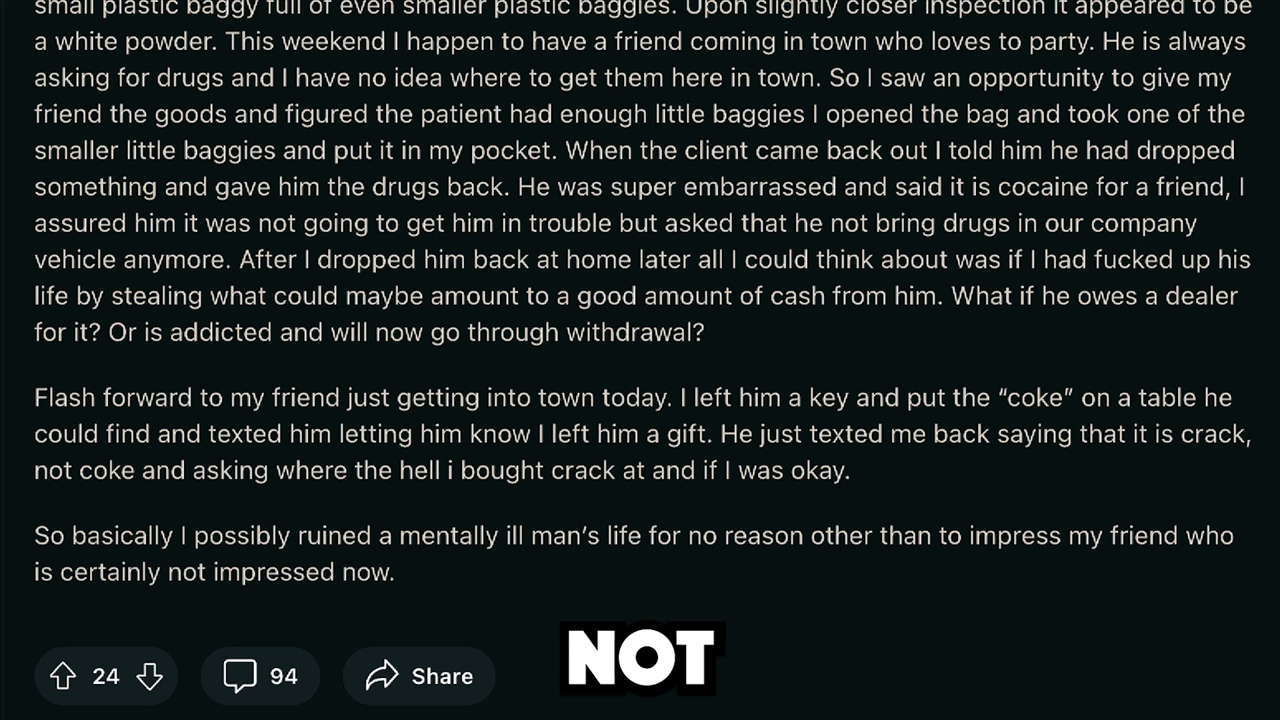 small plastic baggy full of even smaller plastic baggies. Upon slightly closer inspection it appeared to be
a white powder. This weekend I happen to have a friend coming in town who loves to party. He is always
asking for drugs and I have no idea where to get them here in town. So I saw an opportunity to give my
friend the goods and figured the patient had enough little baggies I opened the bag and took one of the
smaller little baggies and put it in my pocket. When the client came back out I told him he had dropped
something and gave him the drugs back. He was super embarrassed and said it is cocaine for a friend, I
assured him it was not going to get him in trouble but asked that he not bring drugs in our company
vehicle anymore. After I dropped him back at home later all I could think about was if I had fucked up his
life by stealing what could maybe amount to a good amount of cash from him. What if he owes a dealer
for it? Or is addicted and will now go through withdrawal?
Flash forward to my friend just getting into town today. I left him a key and put the “coke” on a table he
could find and texted him letting him know I left him a gift. He just texted me back saying that it is crack,
not coke and asking where the hell i bought crack at and if I was okay.
So basically I possibly ruined a mentally ill man’s life for no reason other than to impress my friend who
is certainly not impressed now.
24 94 Share
NOT